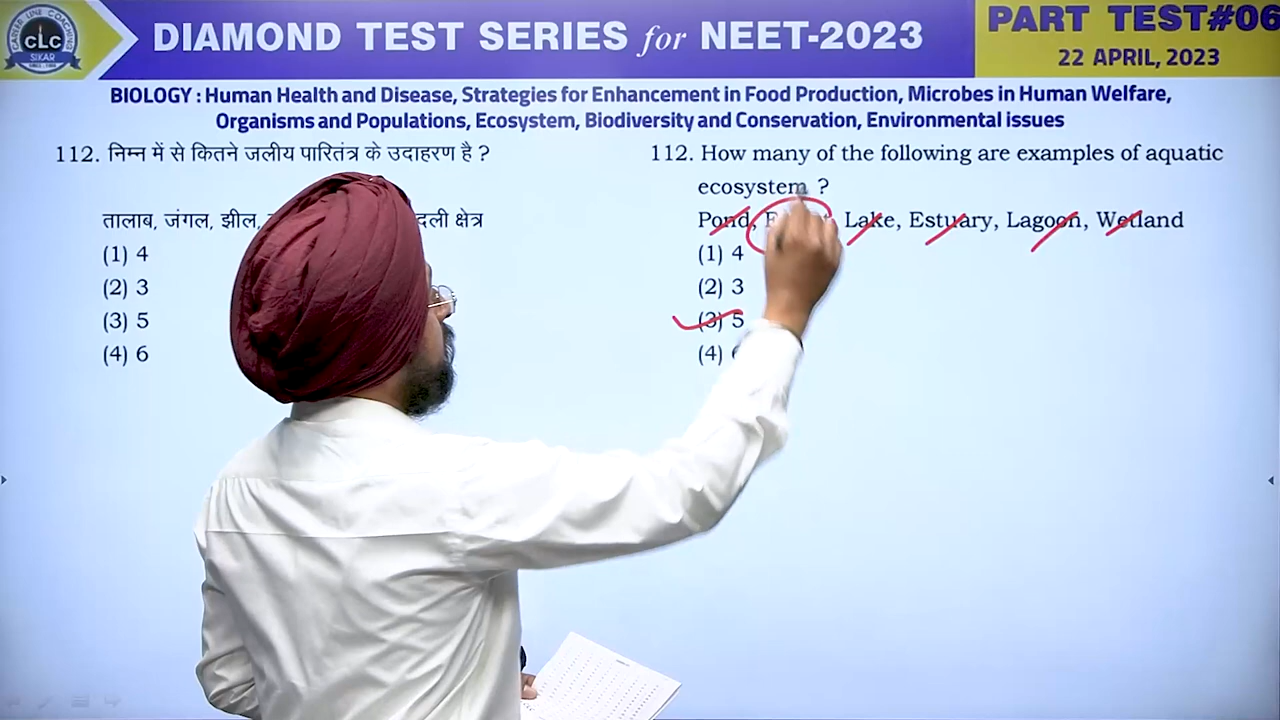 CAREER LINE COACHING
CLC
SIKAR
DIAMOND TEST SERIES for NEET-2023
PART TEST#06
22 APRIL, 2023
BIOLOGY : Human Health and Disease, Strategies for Enhancement in Food Production, Microbes in Human Welfare,
Organisms and Populations, Ecosystem, Biodiversity and Conservation, Environmental issues
112. निम्न में से कितने जलीय पारितंत्र के उदाहरण है ?
तालाब, जंगल, झील, क्षेत्र
(1) 4
(2) 3
(3) 5
(4) 6
112. How many of the following are examples of aquatic
ecosystem ?
Pond, Lake, Estuary, Lagoon, Wetland
(1) 4
(2) 3
(3) 5
(4)